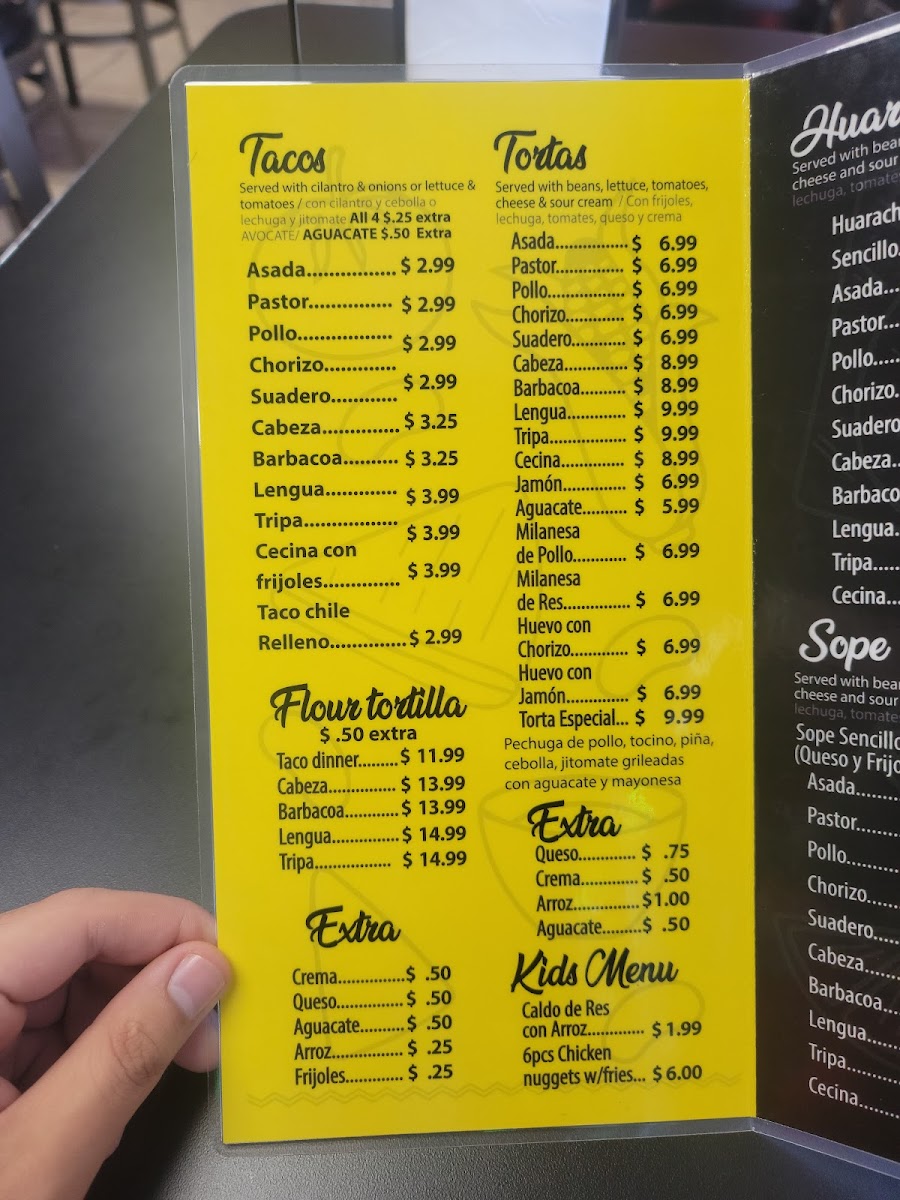 Tacos
Served with cilantro & onions or lettuce &
tomatoes / con cilantro y cebolla o
lechuga y jitomate All 4 $.25 extra
AVOCATE/ AGUACATE $.50 Extra
Asada................. $ 2.99
Pastor................ $ 2.99
Pollo.................. $ 2.99
Chorizo..............
Suadero............ $ 2.99
Cabeza.............. $ 3.25
Barbacoa.......... $ 3.25
Lengua............. $ 3.99
Tripa.................. $ 3.99
Cecina con
frijoles............... $ 3.99
Taco chile
Relleno.............. $ 2.99
Flour tortilla
$ .50 extra
Taco dinner......... $ 11.99
Cabeza................ $ 13.99
Barbacoa............. $ 13.99
Lengua................ $ 14.99
Tripa................... $ 14.99
Extra
Crema................ $ .50
Queso................ $ .50
Aguacate.......... $ .50
Arroz................. $ .25
Frijoles.............. $ .25
Tortas
Served with beans, lettuce, tomatoes,
cheese & sour cream / Con frijoles,
lechuga, tomates, queso y crema
Asada................. $ 6.99
Pastor................ $ 6.99
Pollo................... $ 6.99
Chorizo.............. $ 6.99
Suadero............. $ 6.99
Cabeza............... $ 8.99
Barbacoa........... $ 8.99
Lengua.............. $ 9.99
Tripa.................. $ 9.99
Cecina............... $ 8.99
Jamón............... $ 6.99
Aguacate.......... $ 5.99
Milanesa
de Pollo............ $ 6.99
Milanesa
de Res................ $ 6.99
Huevo con
Chorizo.............. $ 6.99
Huevo con
Jamón................ $ 6.99
Torta Especial... $ 9.99
Pechuga de pollo, tocino, piña,
cebolla, jitomate grileadas
con aguacate y mayonesa
Extra
Queso............. $ .75
Crema............. $ .50
Arroz............... $1.00
Aguacate......... $ .50
Kids Menu
Caldo de Res
con Arroz............. $ 1.99
6pcs Chicken
nuggets w/fries... $ 6.00
Huar
Served with bea
cheese and sour
lechuga, tomate
Huarach
Sencillo.
Asada...
Pastor...
Pollo.....
Chorizo.
Suadero
Cabeza..
Barbaco
Lengua.
Tripa.....
Cecina...
Sope
Served with bea
cheese and sour
lechuga, tomate
Sope Sencillo
(Queso y Frijo
Asada.........
Pastor.........
Pollo...........
Chorizo.......
Suadero.....
Cabeza.......
Barbacoa....
Lengua.......
Tripa...........
Cecina........